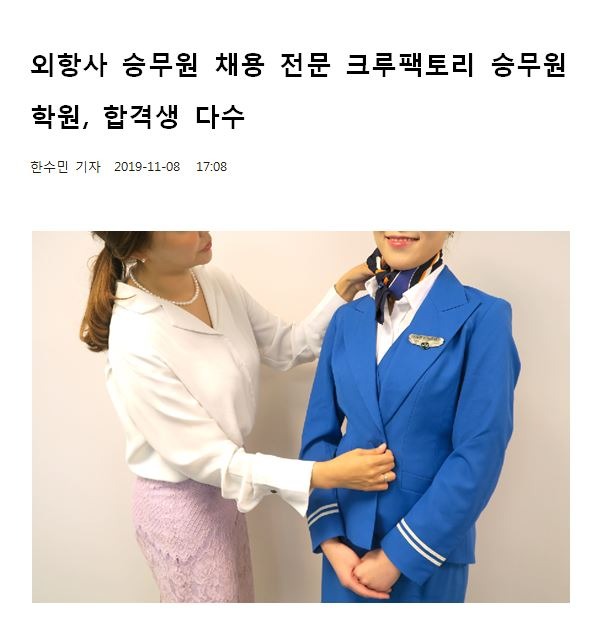 외항사 승무원 채용 전문 크루팩토리 승무원
학원, 합격생 다수
한수민 기자 2019-11-08 17:08